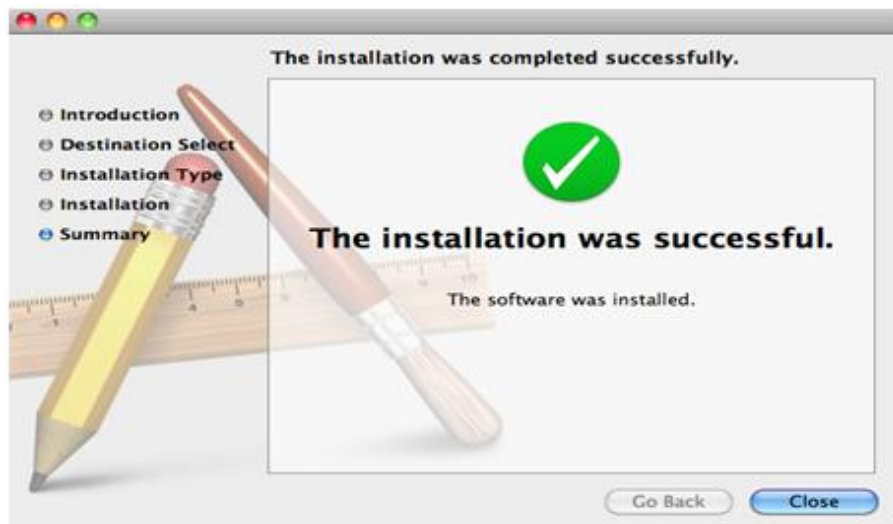 The installation was completed successfully.
Introduction
Destination Select
Installation Type
Installation
Summary
The installation was successful.
The software was installed.
Go Back
Close